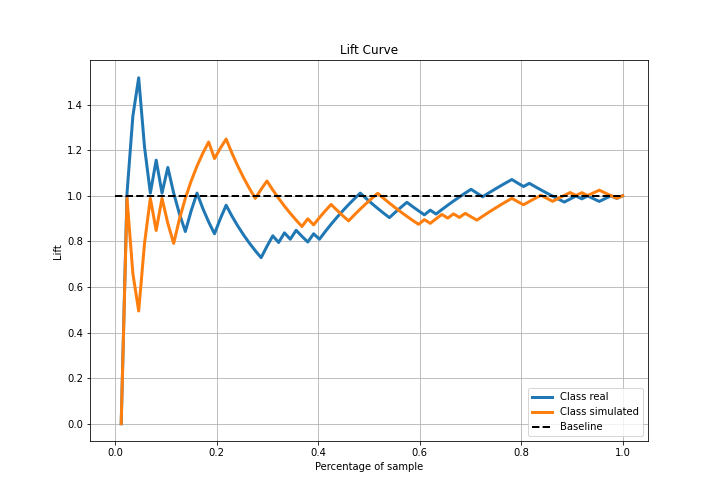 Lift Curve
Lift
1.4
1.2
1.0
0.8
0.6
0.4
0.2
0.0
0.0 0.2 0.4 0.6 0.8 1.0
Percentage of sample
Class real
Class simulated
Baseline